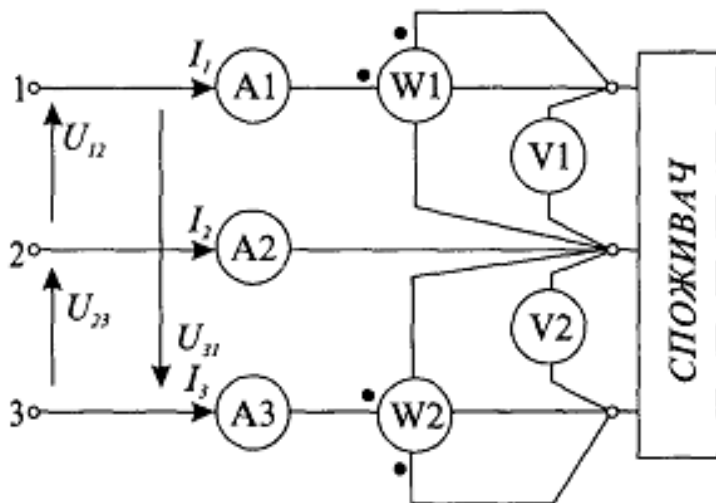 1 I₁ A1 W1
U₁₂ V1
2 I₂ A2
U₂₃ U₃₁ V2
3 I₃ A3 W2
СПОЖИВАЧ